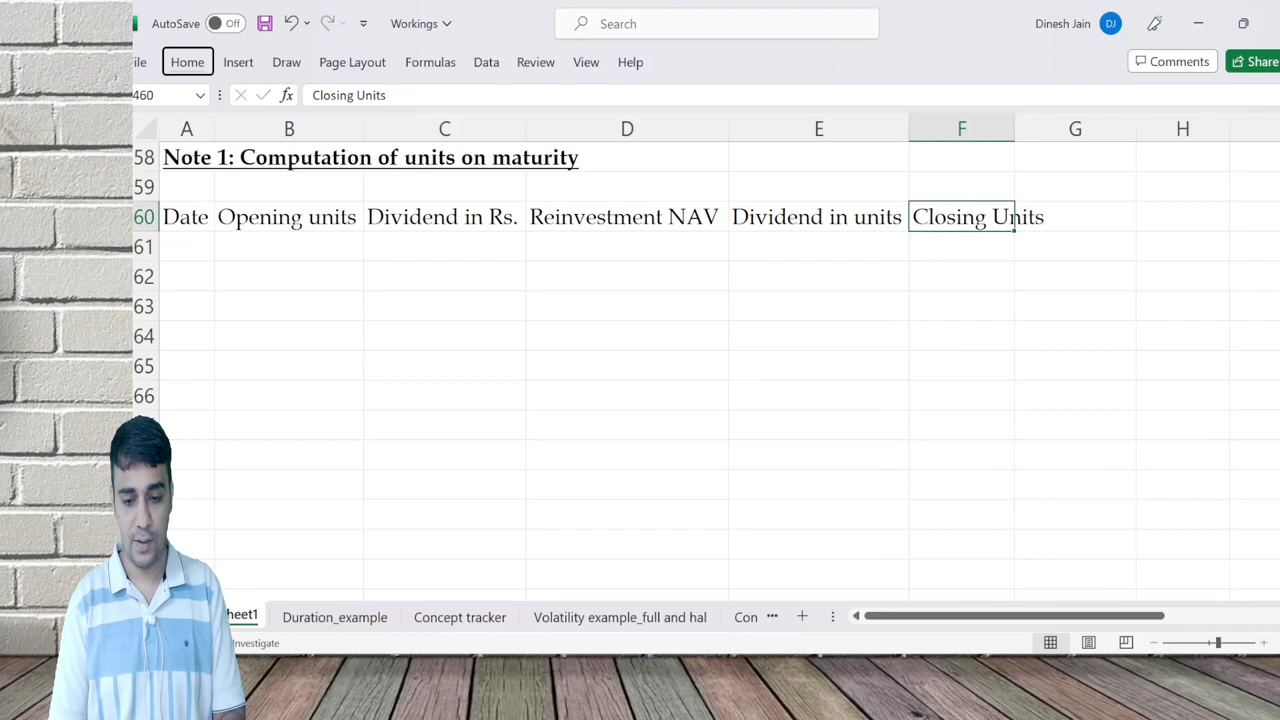 AutoSave Off Workings Search Dinesh Jain DJ
ile Home Insert Draw Page Layout Formulas Data Review View Help Comments Share
460 fx Closing Units
A B C D E F G H
58 Note 1: Computation of units on maturity
59
60 Date Opening units Dividend in Rs. Reinvestment NAV Dividend in units Closing Units
61
62
63
64
65
66
heet1 Duration_example Concept tracker Volatility example_full and hal Con
Investigate